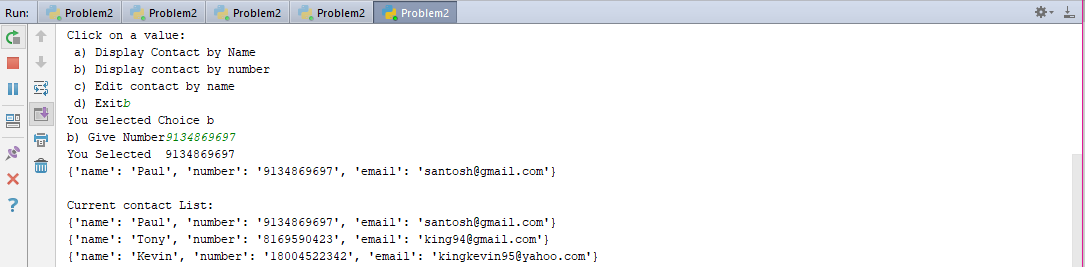 Run: Problem2 Problem2 Problem2 Problem2 Problem2
Click on a value:
a) Display Contact by Name
b) Display contact by number
c) Edit contact by name
d) Exitb
You selected Choice b
b) Give Number9134869697
You Selected  9134869697
{'name': 'Paul', 'number': '9134869697', 'email': 'santosh@gmail.com'}
Current contact List:
{'name': 'Paul', 'number': '9134869697', 'email': 'santosh@gmail.com'}
{'name': 'Tony', 'number': '8169590423', 'email': 'king94@gmail.com'}
{'name': 'Kevin', 'number': '18004522342', 'email': 'kingkevin95@yahoo.com'}